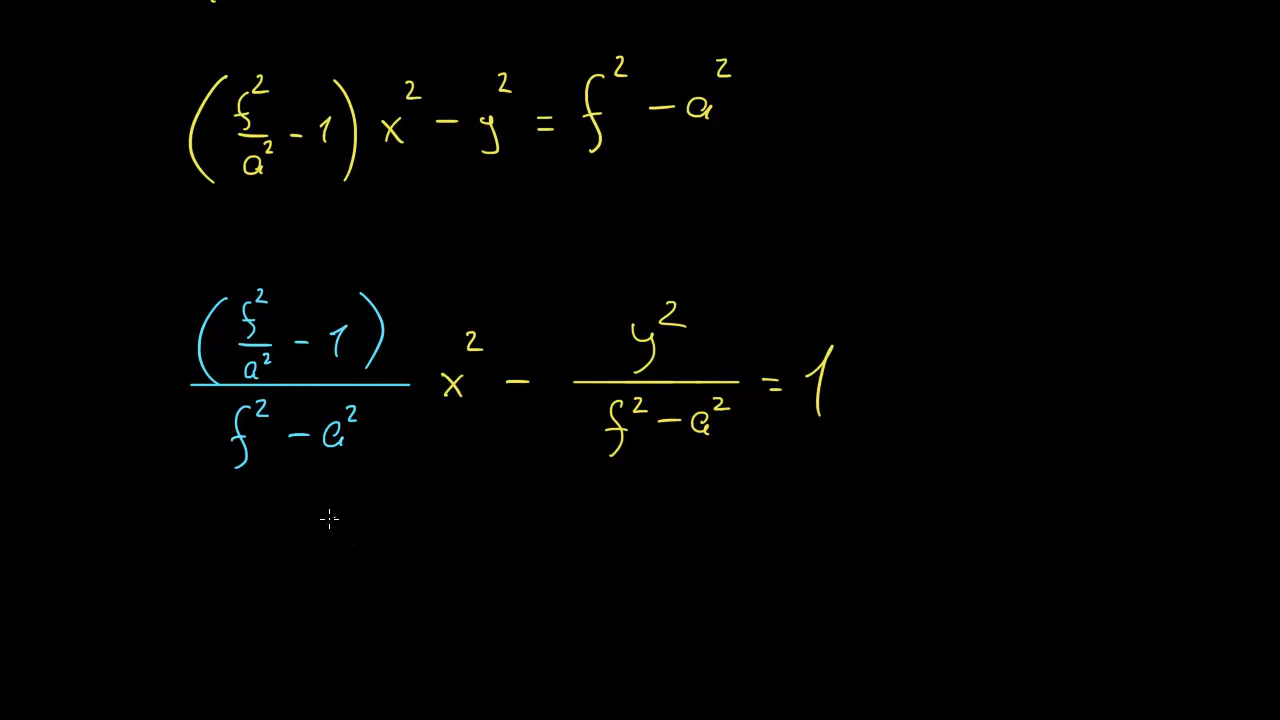 (f²/a² - 1) x² - y² = f² - a²
(f²/a² - 1)/(f² - a²) x² - y²/(f² - a²) = 1